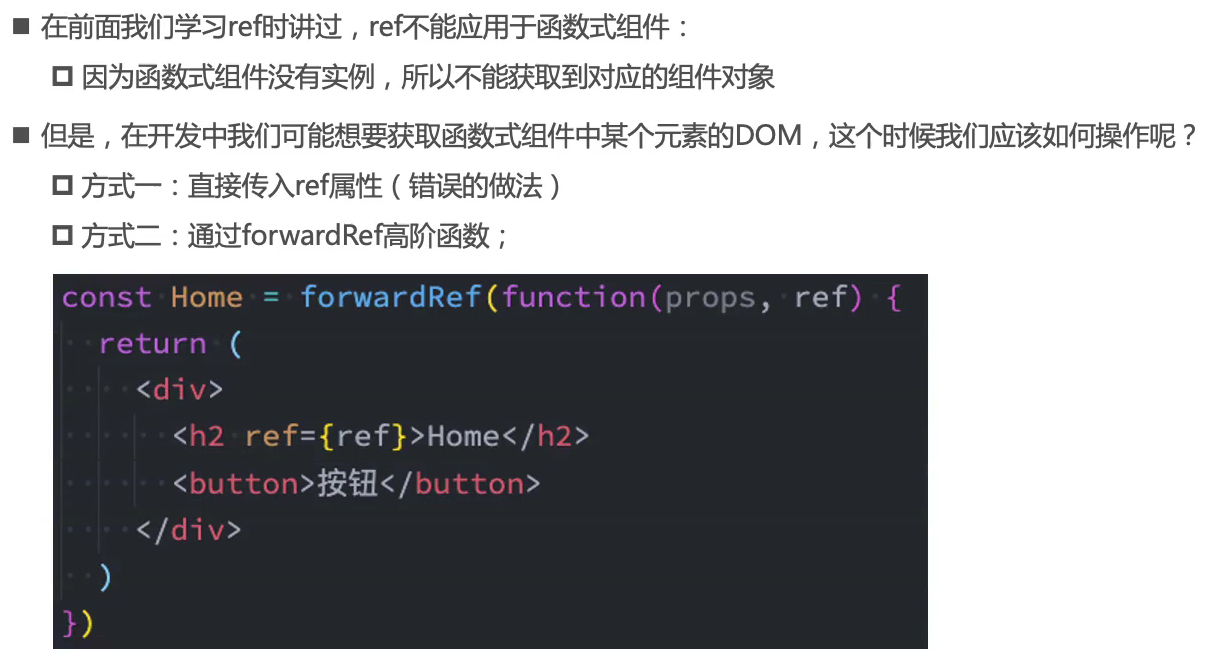 ■ 在前面我们学习ref时讲过，ref不能应用于函数式组件：
因为函数式组件没有实例，所以不能获取到对应的组件对象
■ 但是，在开发中我们可能想要获取函数式组件中某个元素的DOM，这个时候我们应该如何操作呢？
方式一：直接传入ref属性（错误的做法）
方式二：通过forwardRef高阶函数；
const Home = forwardRef(function(props, ref) {
return (
<div>
<h2 ref={ref}>Home</h2>
<button>按钮</button>
</div>
)
})